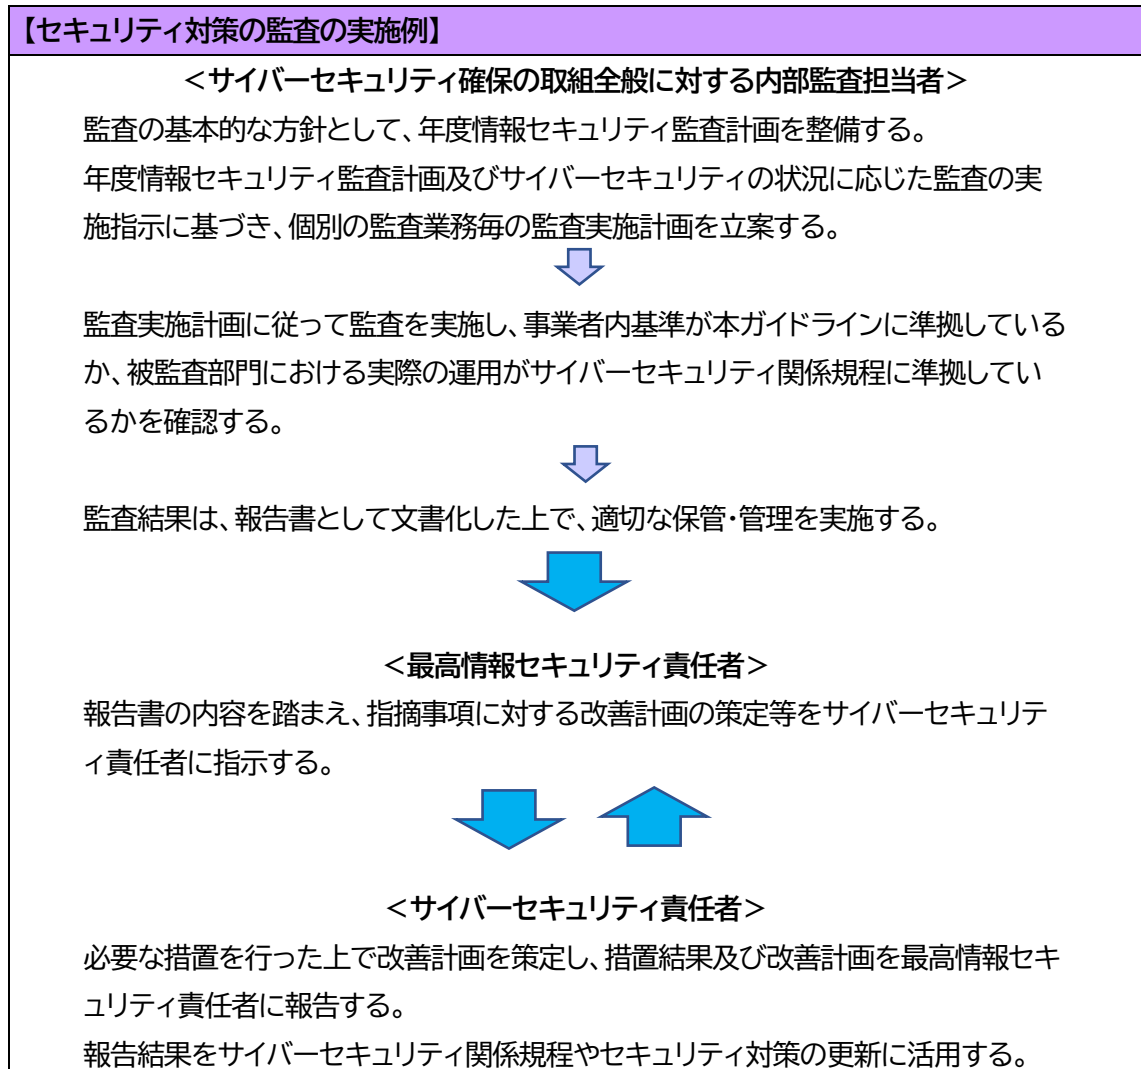 【セキュリティ対策の監査の実施例】
＜サイバーセキュリティ確保の取組全般に対する内部監査担当者＞
監査の基本的な方針として、年度情報セキュリティ監査計画を整備する。
年度情報セキュリティ監査計画及びサイバーセキュリティの状況に応じた監査の実
施指示に基づき、個別の監査業務毎の監査実施計画を立案する。
監査実施計画に従って監査を実施し、事業者内基準が本ガイドラインに準拠している
か、被監査部門における実際の運用がサイバーセキュリティ関係規程に準拠してい
るかを確認する。
監査結果は、報告書として文書化した上で、適切な保管・管理を実施する。
＜最高情報セキュリティ責任者＞
報告書の内容を踏まえ、指摘事項に対する改善計画の策定等をサイバーセキュリテ
ィ責任者に指示する。
＜サイバーセキュリティ責任者＞
必要な措置を行った上で改善計画を策定し、措置結果及び改善計画を最高情報セキ
ュリティ責任者に報告する。
報告結果をサイバーセキュリティ関係規程やセキュリティ対策の更新に活用する。